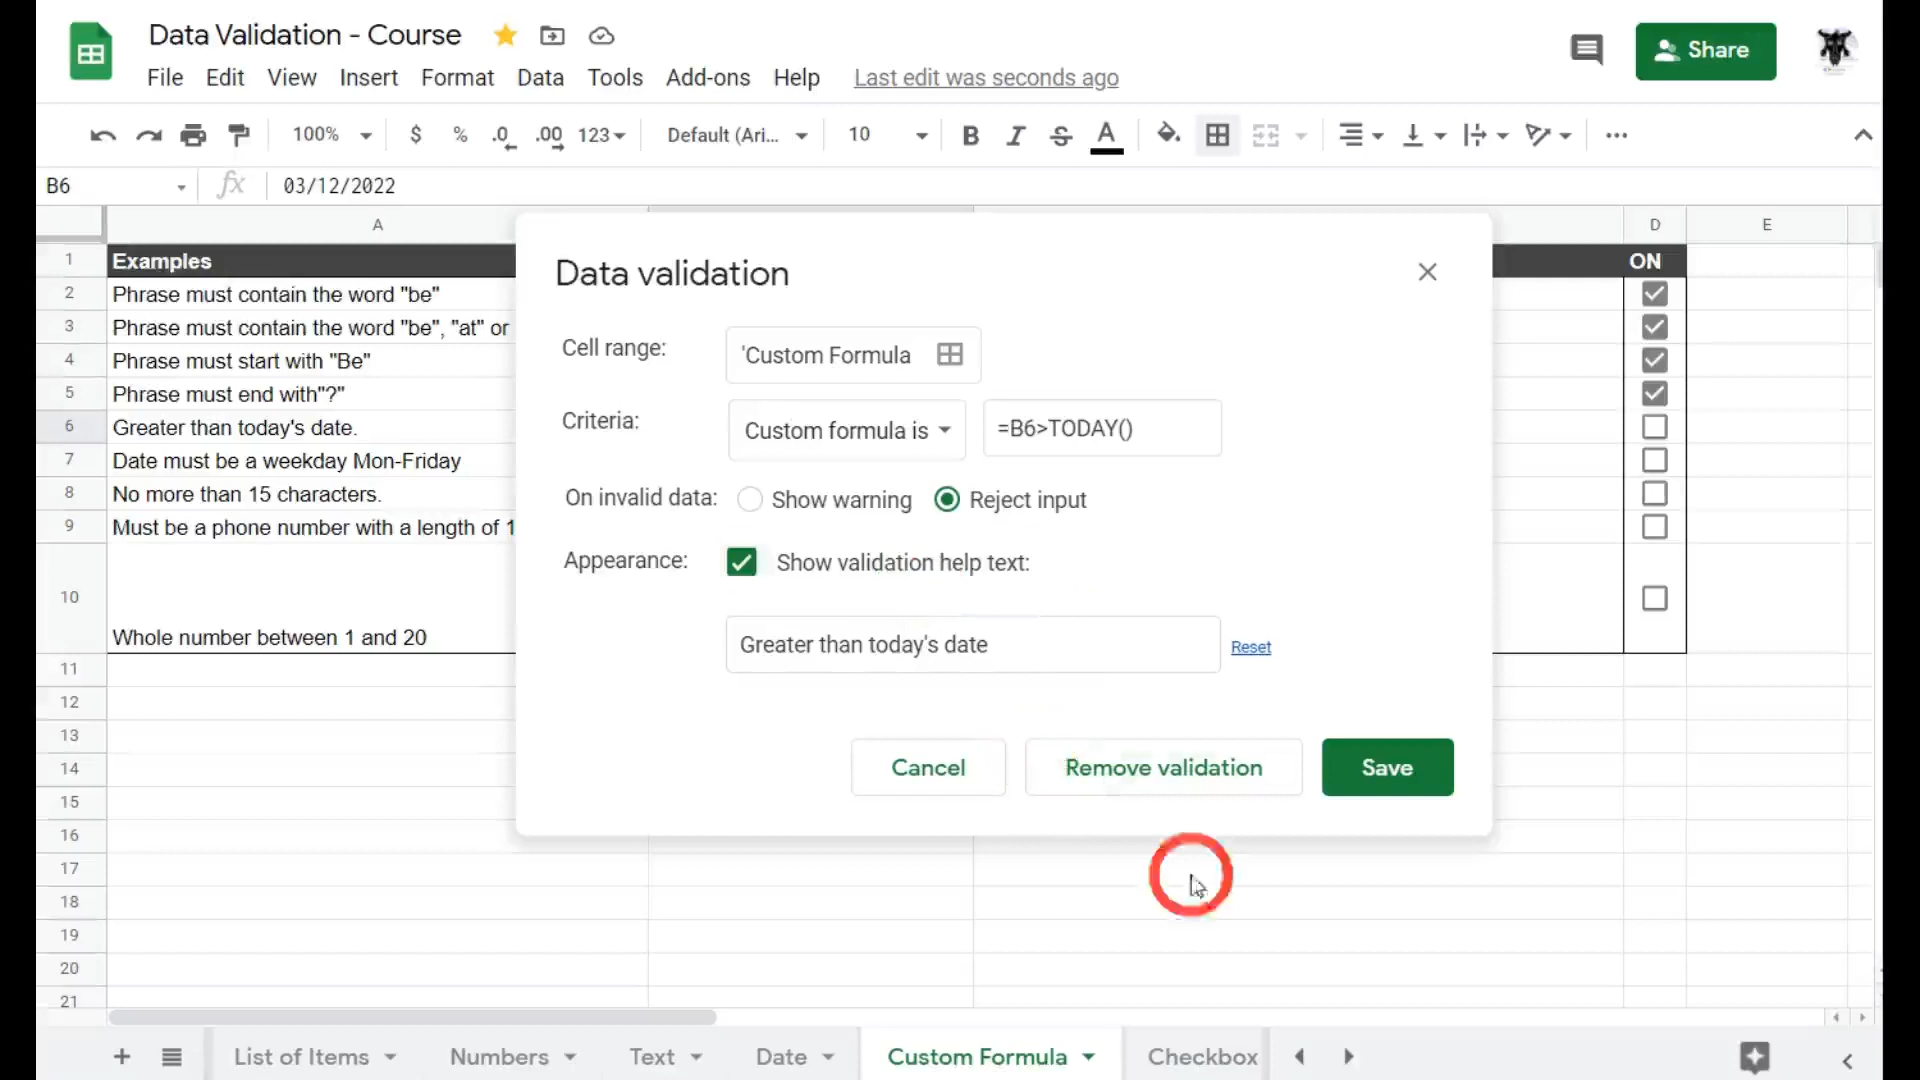 Data Validation - Course
File Edit View Insert Format Data Tools Add-ons Help Last edit was seconds ago
Share
100% $ % .0 .00 123 Default (Ari... 10 B I S A
B6 fx 03/12/2022
A D E
1 Examples ON
2 Phrase must contain the word "be"
3 Phrase must contain the word "be", "at" or
4 Phrase must start with "Be"
5 Phrase must end with"?"
6 Greater than today's date.
7 Date must be a weekday Mon-Friday
8 No more than 15 characters.
9 Must be a phone number with a length of 1
10 Whole number between 1 and 20
11
12
13
14
15
16
17
18
19
20
21
Data validation
Cell range: 'Custom Formula
Criteria: Custom formula is =B6>TODAY()
On invalid data: Show warning Reject input
Appearance: Show validation help text:
Greater than today's date Reset
Cancel Remove validation Save
List of Items Numbers Text Date Custom Formula Checkbox